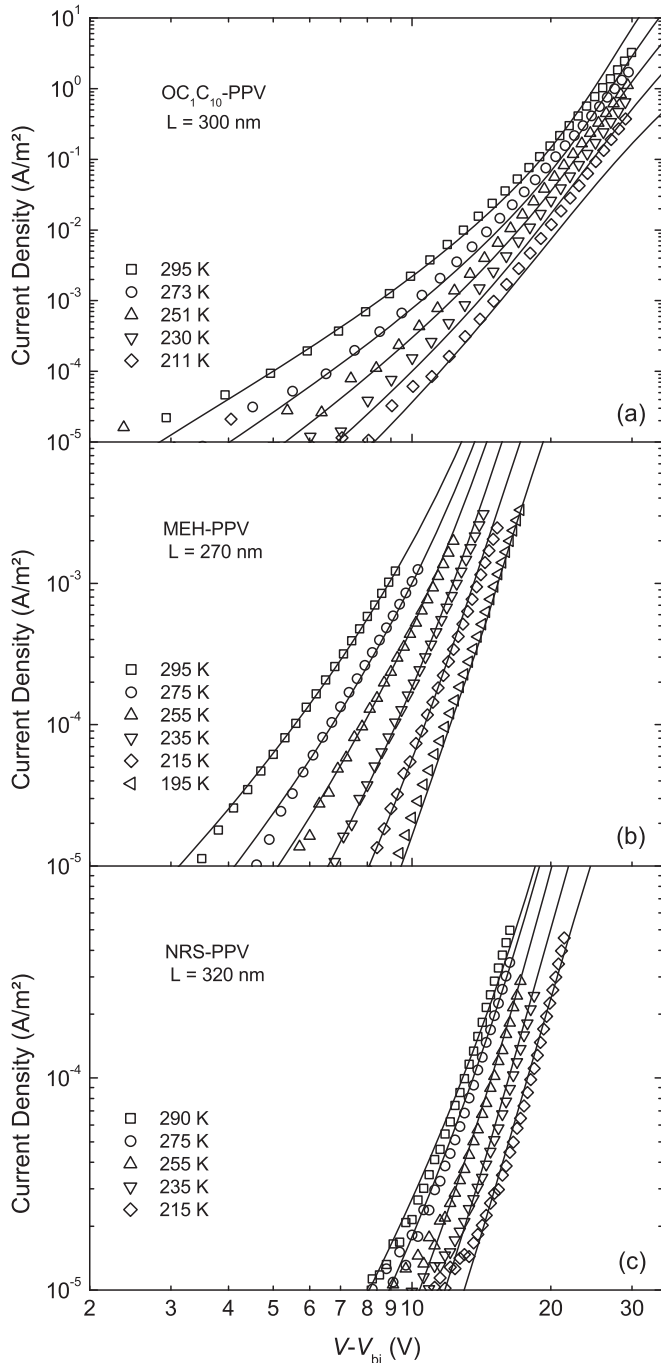 10¹
10⁰
10⁻¹
10⁻²
10⁻³
10⁻⁴
10⁻⁵
Current Density (A/m²)
OC₁C₁₀-PPV
L = 300 nm
295 K
273 K
251 K
230 K
211 K
(a)
10⁻³
10⁻⁴
10⁻⁵
Current Density (A/m²)
MEH-PPV
L = 270 nm
295 K
275 K
255 K
235 K
215 K
195 K
(b)
10⁻⁴
10⁻⁵
Current Density (A/m²)
NRS-PPV
L = 320 nm
290 K
275 K
255 K
235 K
215 K
(c)
2 3 4 5 6 7 8 9 10 20 30
V-V_bi (V)